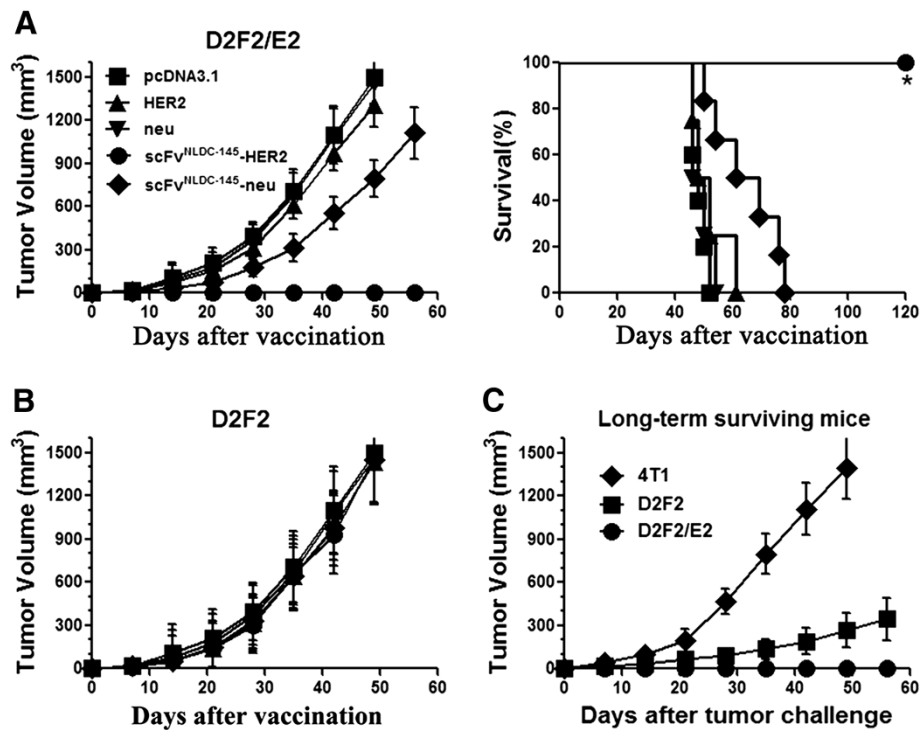 A
D2F2/E2
Tumor Volume (mm³)
1500
1200
900
600
300
0
pcDNA3.1
HER2
neu
scFvNLDC-145-HER2
scFvNLDC-145-neu
0 10 20 30 40 50 60
Days after vaccination
Survival(%)
100
80
60
40
20
0
*
0 20 40 60 80 100 120
Days after vaccination
B
D2F2
Tumor Volume (mm³)
1500
1200
900
600
300
0
0 10 20 30 40 50 60
Days after vaccination
C
Long-term surviving mice
Tumor Volume (mm³)
1500
1200
900
600
300
0
4T1
D2F2
D2F2/E2
0 10 20 30 40 50 60
Days after tumor challenge